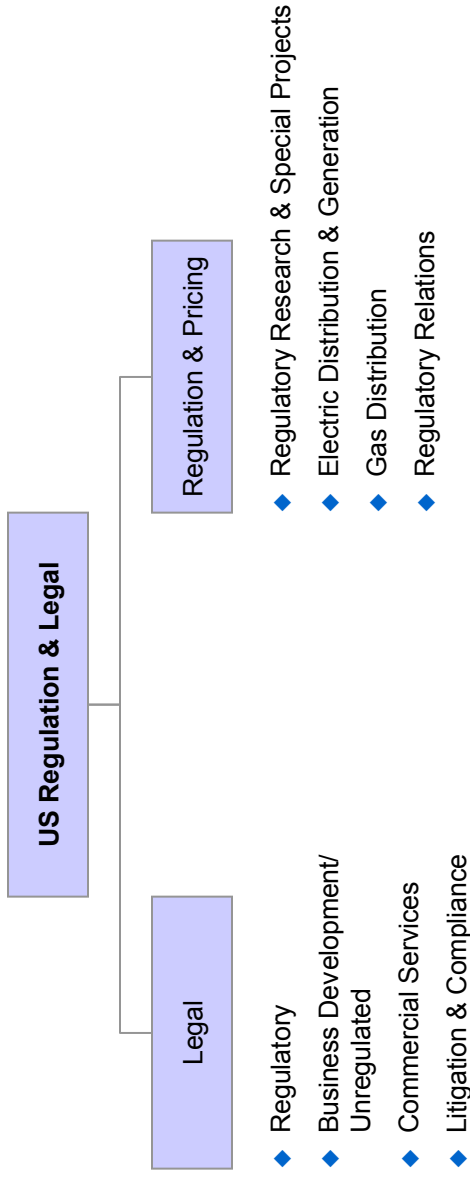 US Regulation & Legal
Legal
Regulatory
Business Development/
Unregulated
Commercial Services
Litigation & Compliance
Regulation & Pricing
Regulatory Research & Special Projects
Electric Distribution & Generation
Gas Distribution
Regulatory Relations